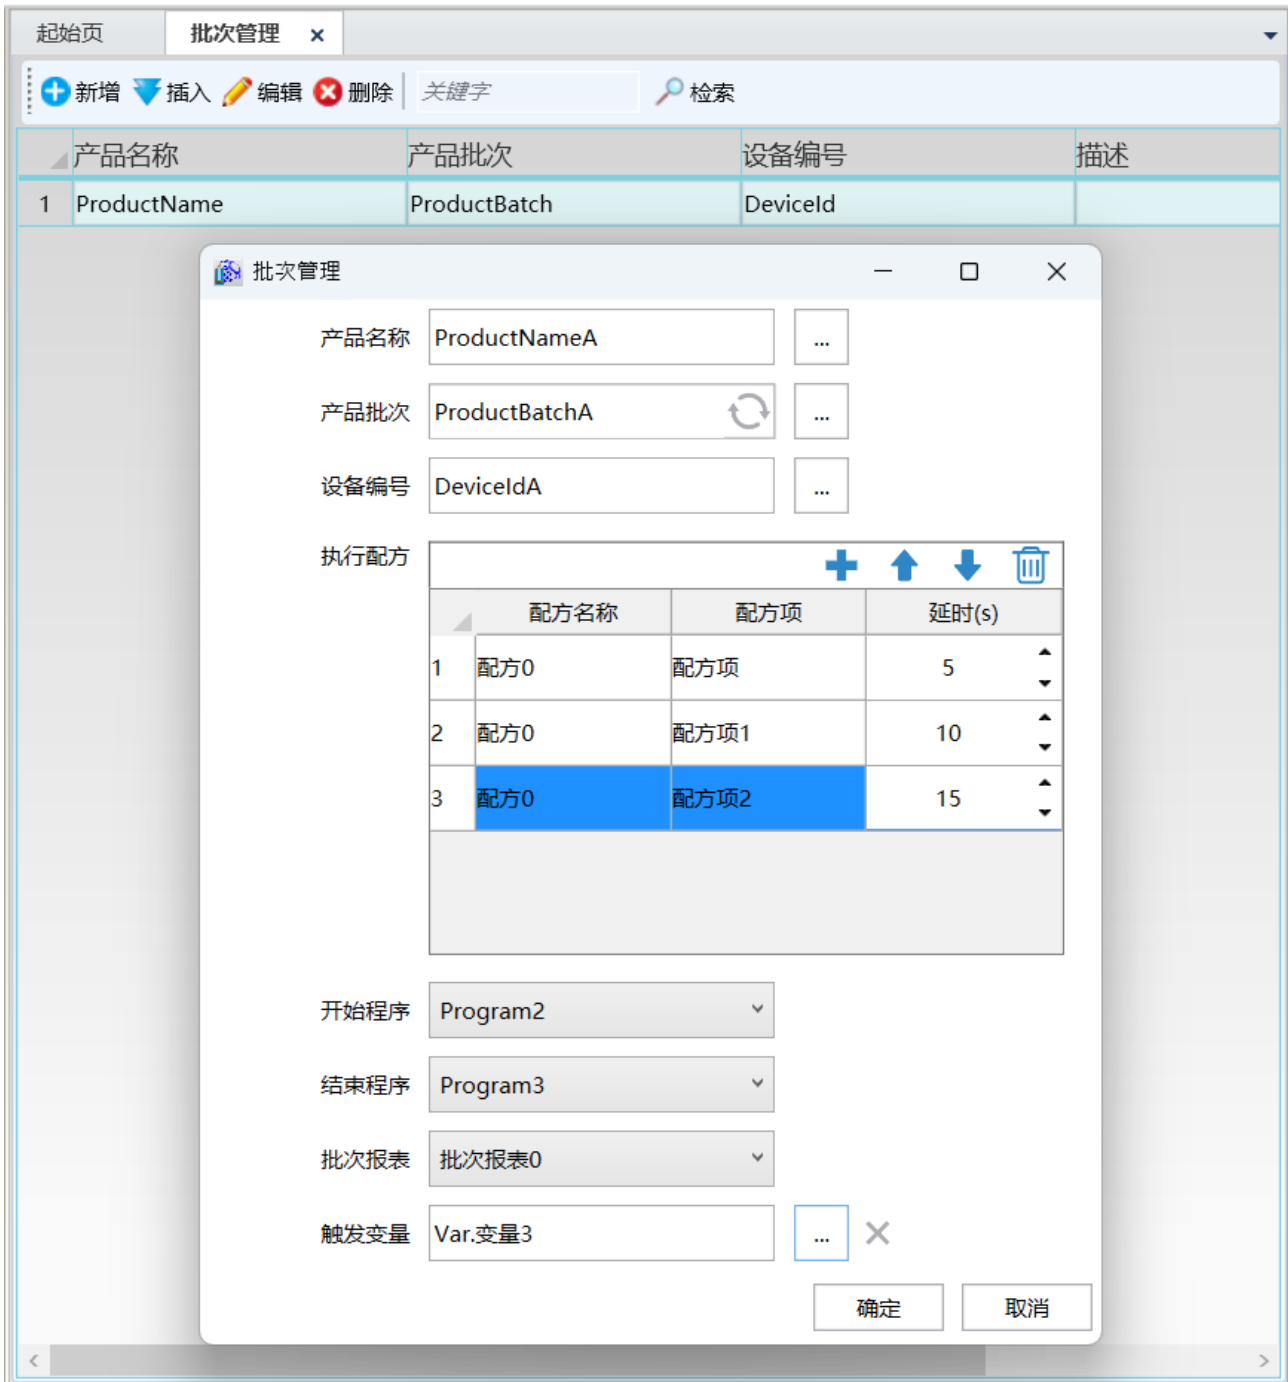 起始页 批次管理 ×
新增 插入 编辑 删除 关键字 检索
产品名称 产品批次 设备编号 描述
1 ProductName ProductBatch DeviceId
批次管理
产品名称 ProductNameA ...
产品批次 ProductBatchA ...
设备编号 DeviceIdA ...
执行配方
配方名称 配方项 延时(s)
1 配方0 配方项 5
2 配方0 配方项1 10
3 配方0 配方项2 15
开始程序 Program2
结束程序 Program3
批次报表 批次报表0
触发变量 Var.变量3 ...
确定 取消